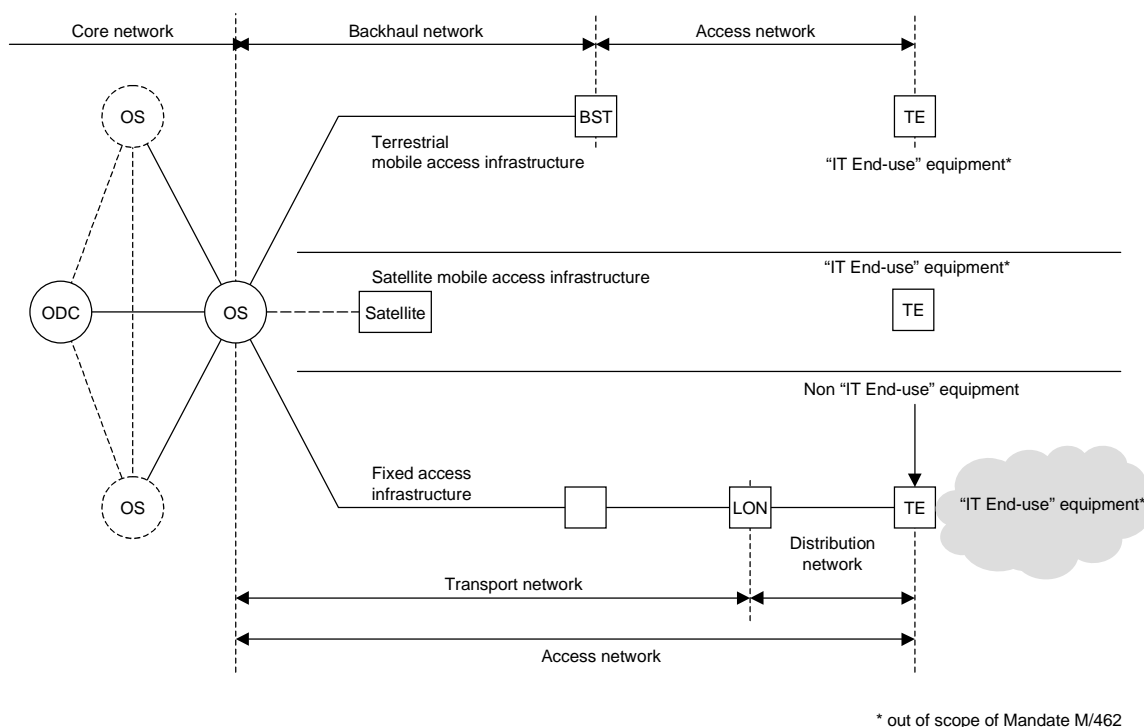 Core network
Backhaul network
Access network
OS
BST
TE
Terrestrial
mobile access infrastructure
“IT End-use” equipment*
Satellite mobile access infrastructure
“IT End-use” equipment*
ODC
OS
Satellite
TE
Non “IT End-use” equipment
Fixed access
infrastructure
OS
LON
TE
“IT End-use” equipment*
Distribution
network
Transport network
Access network
* out of scope of Mandate M/462